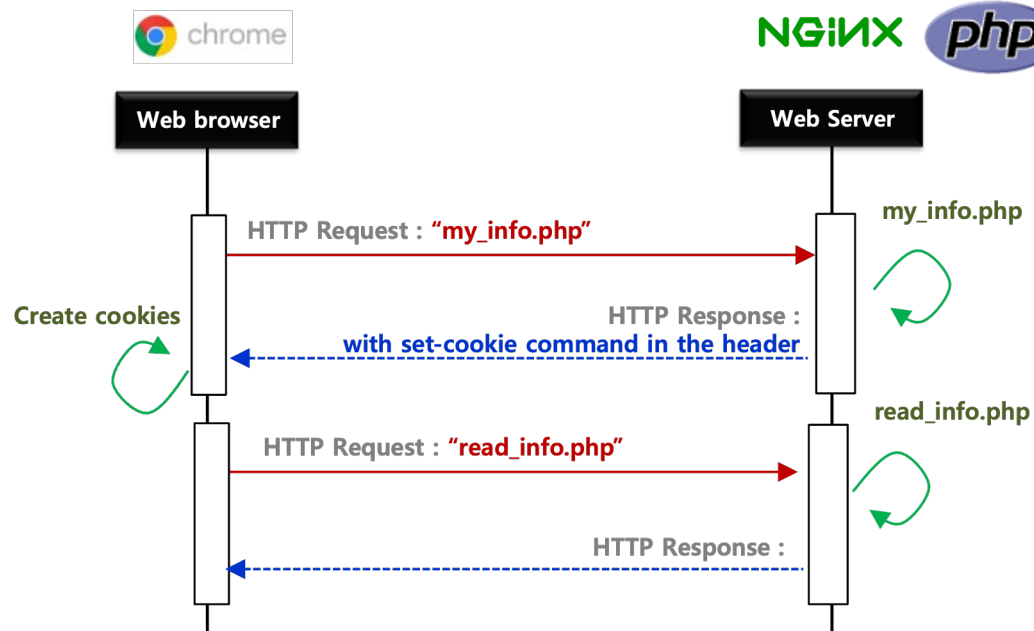 chrome
NGiNX
php
Web browser
Web Server
my_info.php
HTTP Request : “my_info.php”
Create cookies
HTTP Response :
with set-cookie command in the header
read_info.php
HTTP Request : “read_info.php”
HTTP Response :